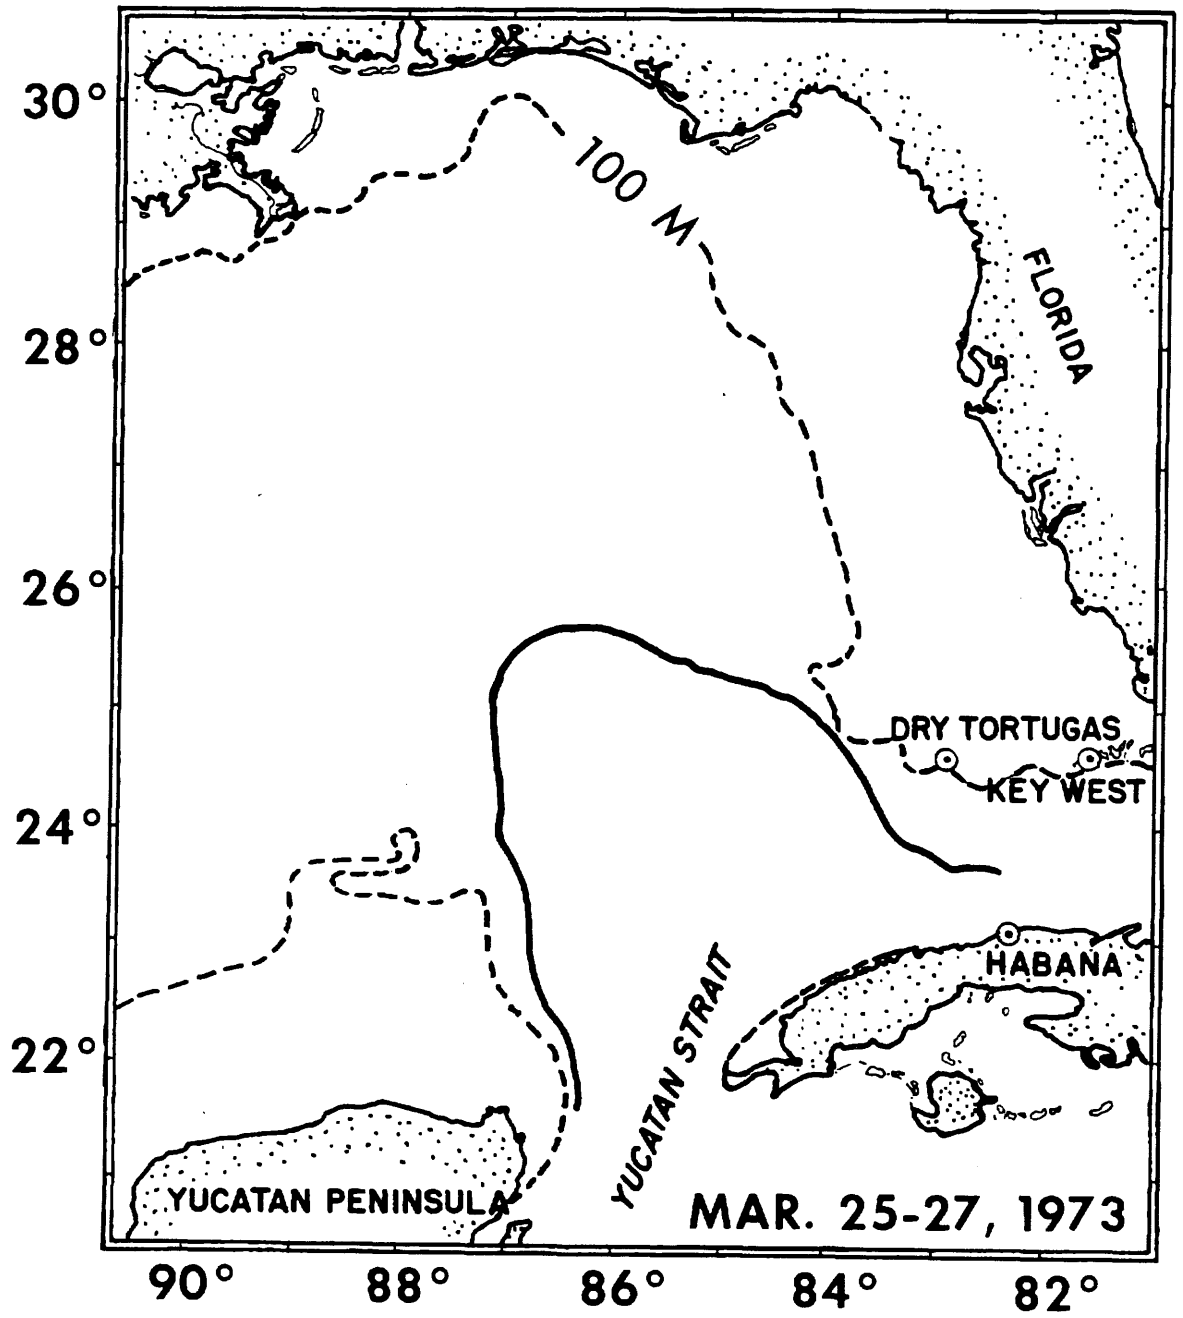 30°
100 M
FLORIDA
28°
26°
DRY TORTUGAS
KEY WEST
24°
HABANA
22°
YUCATAN STRAIT
YUCATAN PENINSULA
MAR. 25-27, 1973
90° 88° 86° 84° 82°